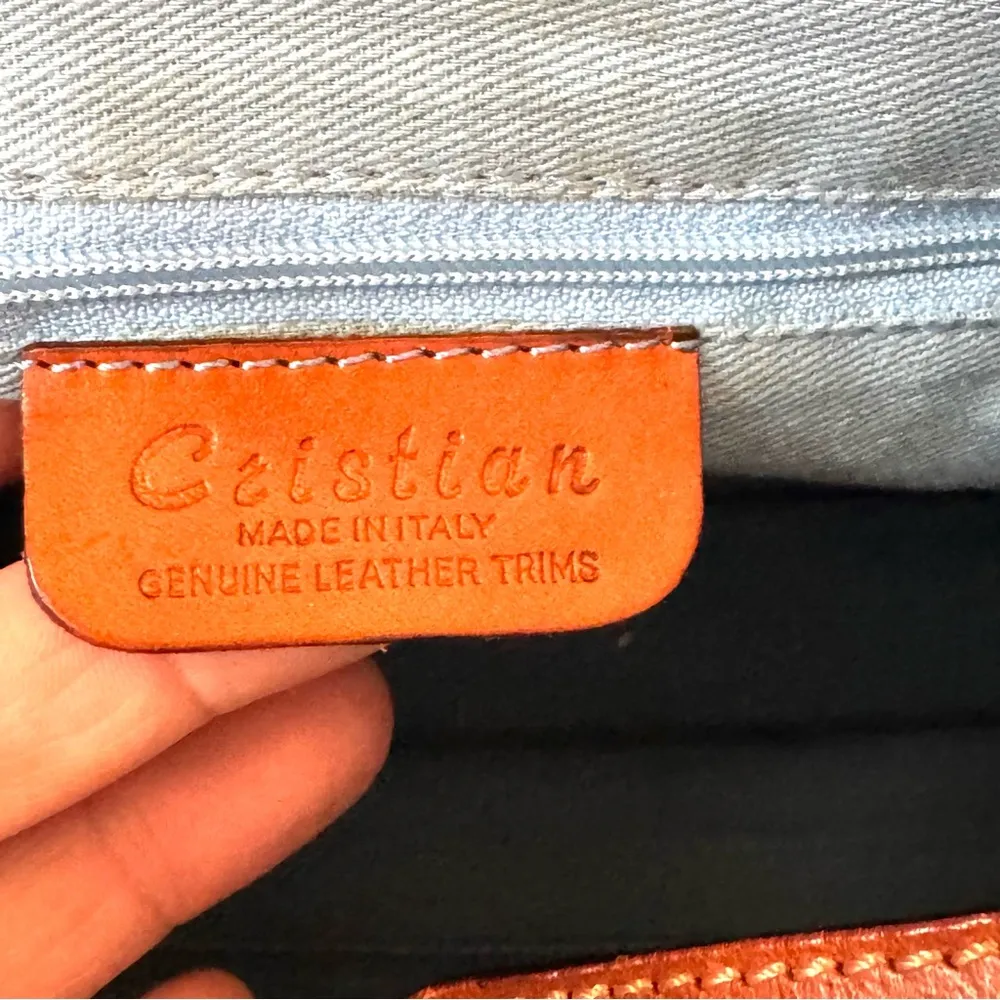 Cristian
MADE IN ITALY
GENUINE LEATHER TRIMS